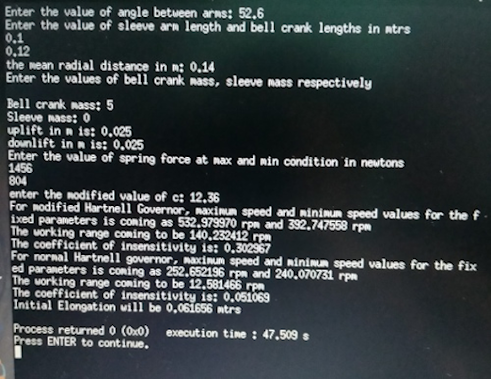 Enter the value of angle between arms: 52.6
Enter the value of sleeve arm length and bell crank lengths in mtrs
0.1
0.12
the mean radial distance in m: 0.14
Enter the values of bell crank mass, sleeve mass respectively
Bell crank mass: 5
Sleeve mass: 0
uplift in m is: 0.025
downlift in m is: 0.025
Enter the value of spring force at max and min condition in newtons
1456
804
enter the modified value of c: 12.36
For modified Hartnell Governor, maximum speed and minimum speed values for the f
ixed parameters is coming as 532.979970 rpm and 392.747558 rpm
The working range coming to be 140.232412 rpm
The coefficient of insensitivity is: 0.302967
For normal Hartnell governor, maximum speed and minimum speed values for the fix
ed parameters is coming as 252.652196 rpm and 240.070731 rpm
The working range coming to be 12.581466 rpm
The coefficient of insensitivity is: 0.051069
Initial Elongation will be 0.061656 mtrs
Process returned 0 (0x0)   execution time : 47.509 s
Press ENTER to continue.